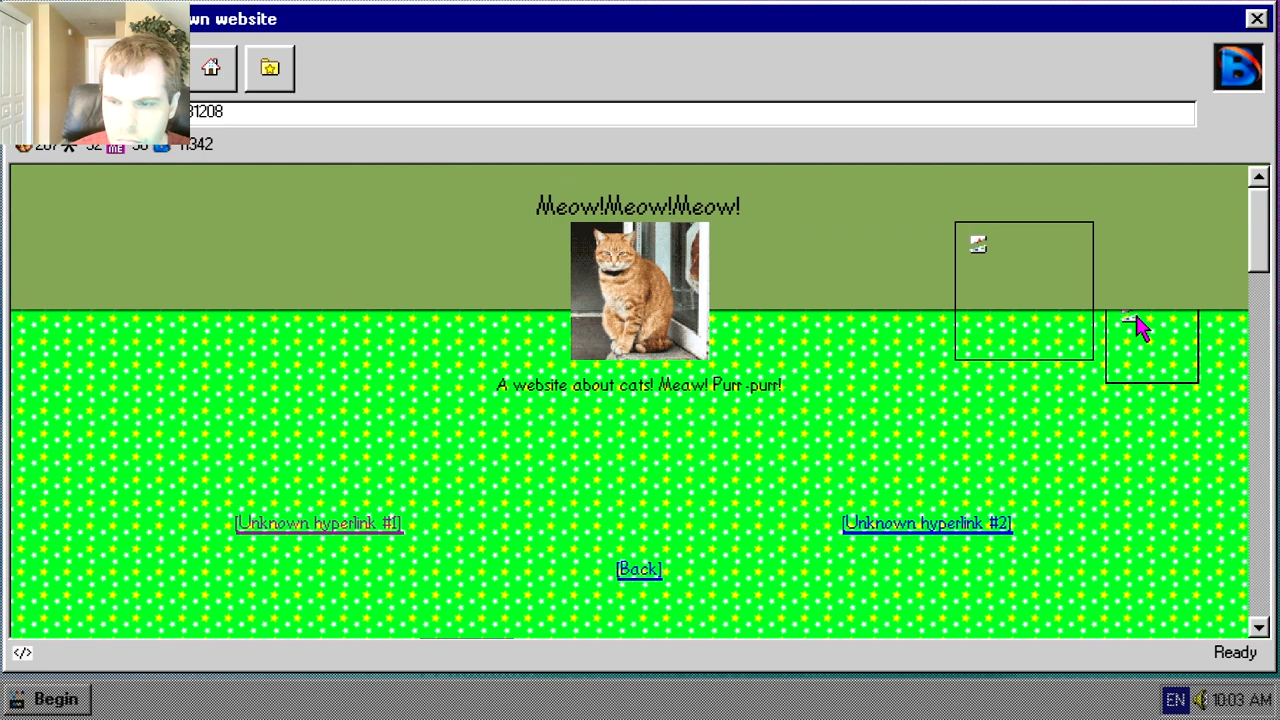 wn website
31208
342
Meow!Meow!Meow!
A website about cats! Meaw! Purr-purr!
[Unknown hyperlink #1]
[Unknown hyperlink #2]
[Back]
</>
Ready
Begin
EN
10:03 AM